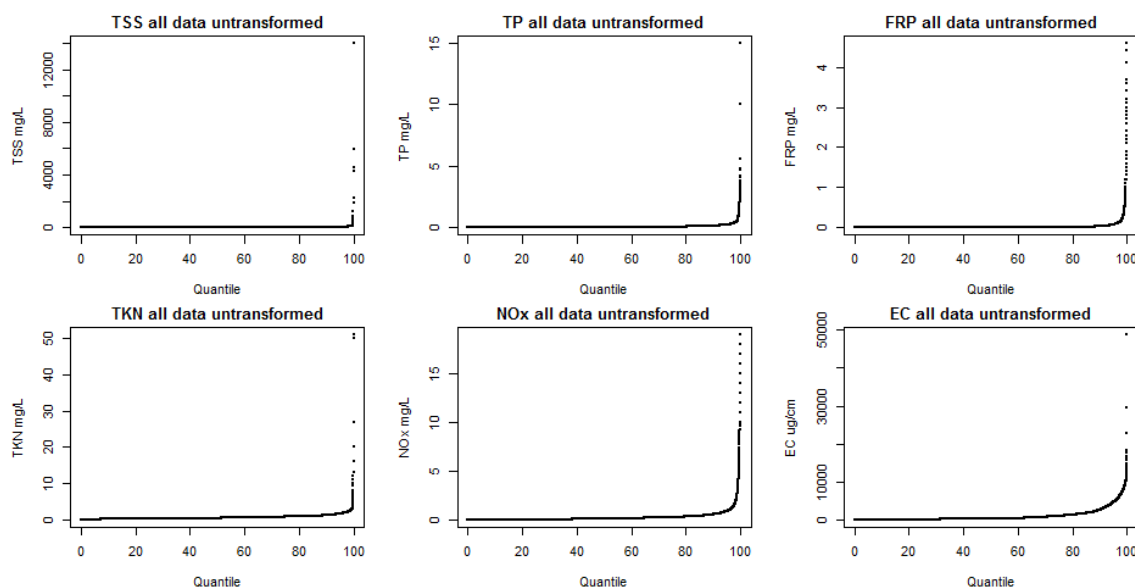 TSS all data untransformed
TSS mg/L
0 4000 8000 12000
0 20 40 60 80 100
Quantile
TP all data untransformed
TP mg/L
0 5 10 15
0 20 40 60 80 100
Quantile
FRP all data untransformed
FRP mg/L
0 1 2 3 4
0 20 40 60 80 100
Quantile
TKN all data untransformed
TKN mg/L
0 10 20 30 40 50
0 20 40 60 80 100
Quantile
NOx all data untransformed
NOx mg/L
0 5 10 15
0 20 40 60 80 100
Quantile
EC all data untransformed
EC ug/cm
0 10000 30000 50000
0 20 40 60 80 100
Quantile